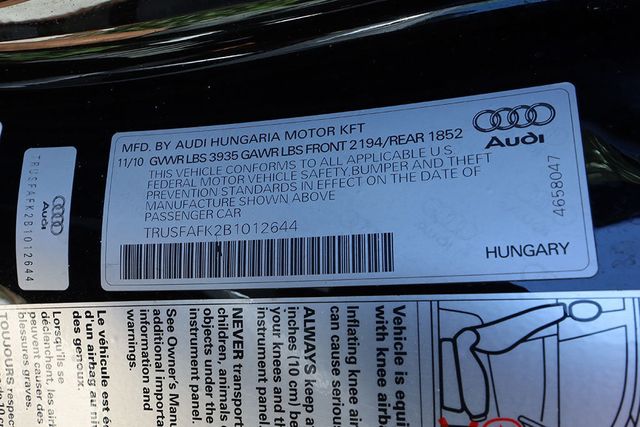 MFD. BY AUDI HUNGARIA MOTOR KFT
11/10 GVWR LBS 3935 GAWR LBS FRONT 2194/REAR 1852
THIS VEHICLE CONFORMS TO ALL APPLICABLE U.S.
FEDERAL MOTOR VEHICLE SAFETY,BUMPER AND THEFT
PREVENTION STANDARDS IN EFFECT ON THE DATE OF
MANUFACTURE SHOWN ABOVE
PASSENGER CAR
TRUSFAFK2B1012644
Audi
4658047
HUNGARY
Audi
TRUSFAFK2B1012644
Vehicle is equi
with knee airb
Inflating knee air
can cause seriou
ALWAYS keep a
inches (10 cm) be
your knees and th
instrument panel.
NEVER transport
children, animals o
objects under the
instrument panel.
See Owner's Manu
additional importa
information and
warnings.
Le véhicule est é
d'un airbag au ni
des genoux.
Lorsqu'ils se
déclenchent, les air
peuvent causer des
blessures graves.
TOUJOURS respec